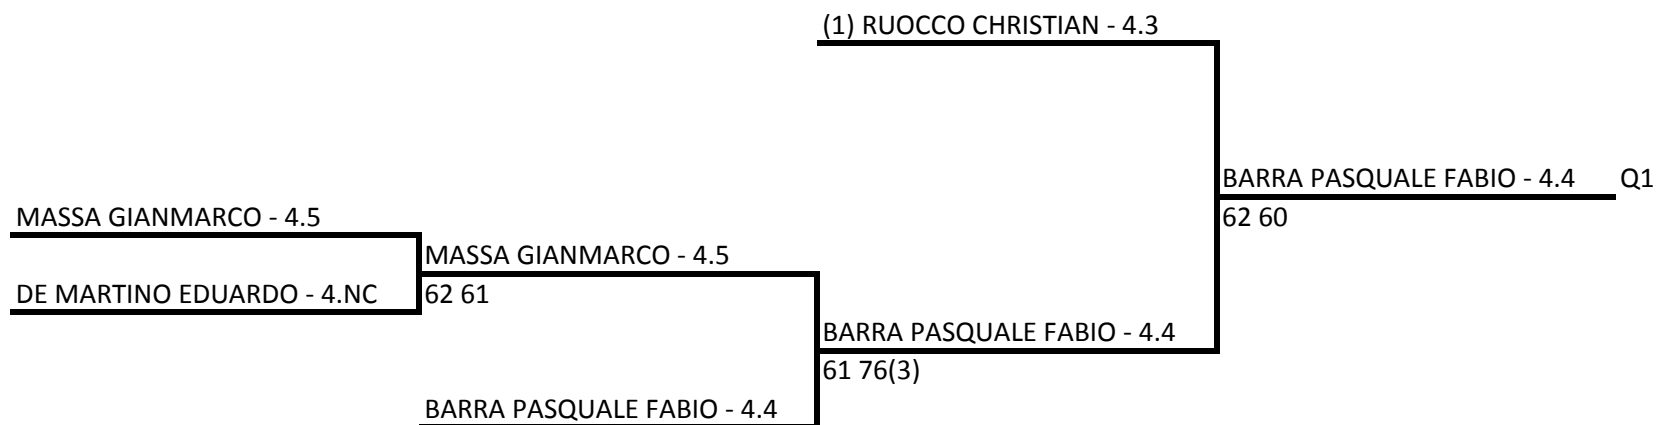 (1) RUOCCO CHRISTIAN - 4.3
BARRA PASQUALE FABIO - 4.4 Q1
62 60
MASSA GIANMARCO - 4.5
MASSA GIANMARCO - 4.5
DE MARTINO EDUARDO - 4.NC
62 61
BARRA PASQUALE FABIO - 4.4
61 76(3)
BARRA PASQUALE FABIO - 4.4